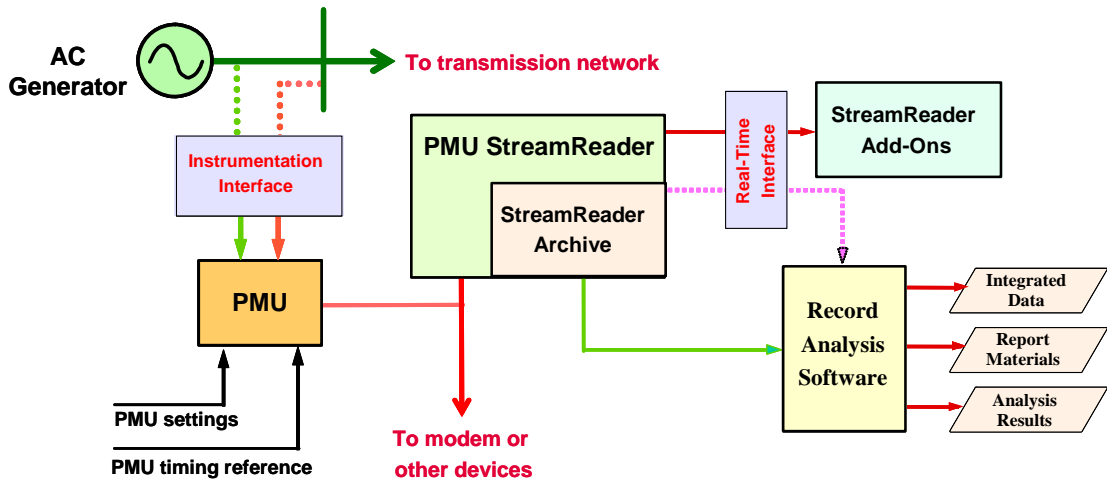 AC
Generator
To transmission network
Instrumentation
Interface
PMU
PMU settings
PMU timing reference
PMU StreamReader
StreamReader
Archive
Real-Time
Interface
StreamReader
Add-Ons
To modem or
other devices
Record
Analysis
Software
Integrated
Data
Report
Materials
Analysis
Results